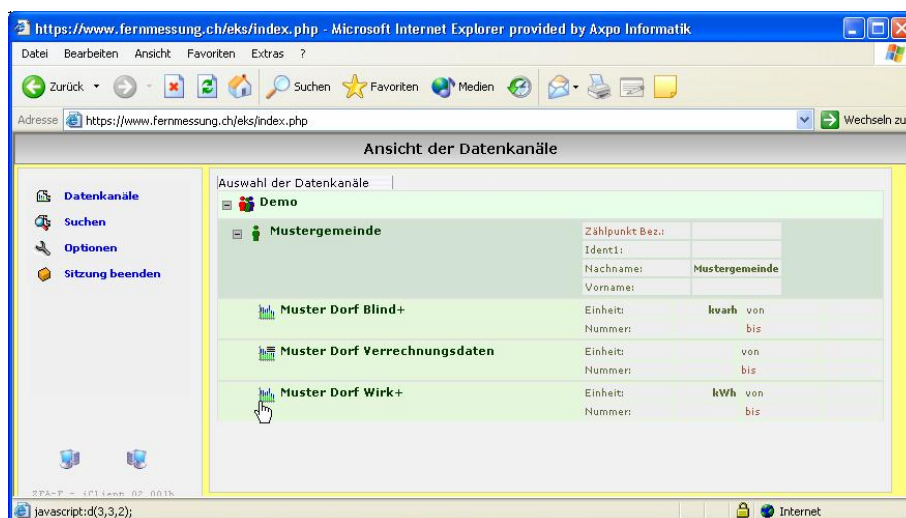 https://www.fernmessung.ch/eks/index.php - Microsoft Internet Explorer provided by Axpo Informatik
Datei Bearbeiten Ansicht Favoriten Extras ?
Zurück Suchen Favoriten Medien
Adresse https://www.fernmessung.ch/eks/index.php Wechseln zu
Ansicht der Datenkanäle
Datenkanäle
Suchen
Optionen
Sitzung beenden
Auswahl der Datenkanäle
Demo
Mustergemeinde Zählpunkt Bez.:
Ident1:
Nachname: Mustergemeinde
Vorname:
Muster Dorf Blind+ Einheit: kvarh von
Nummer: bis
Muster Dorf Verrechnungsdaten Einheit: von
Nummer: bis
Muster Dorf Wirk+ Einheit: kWh von
Nummer: bis
javascript:d(3,3,2); Internet